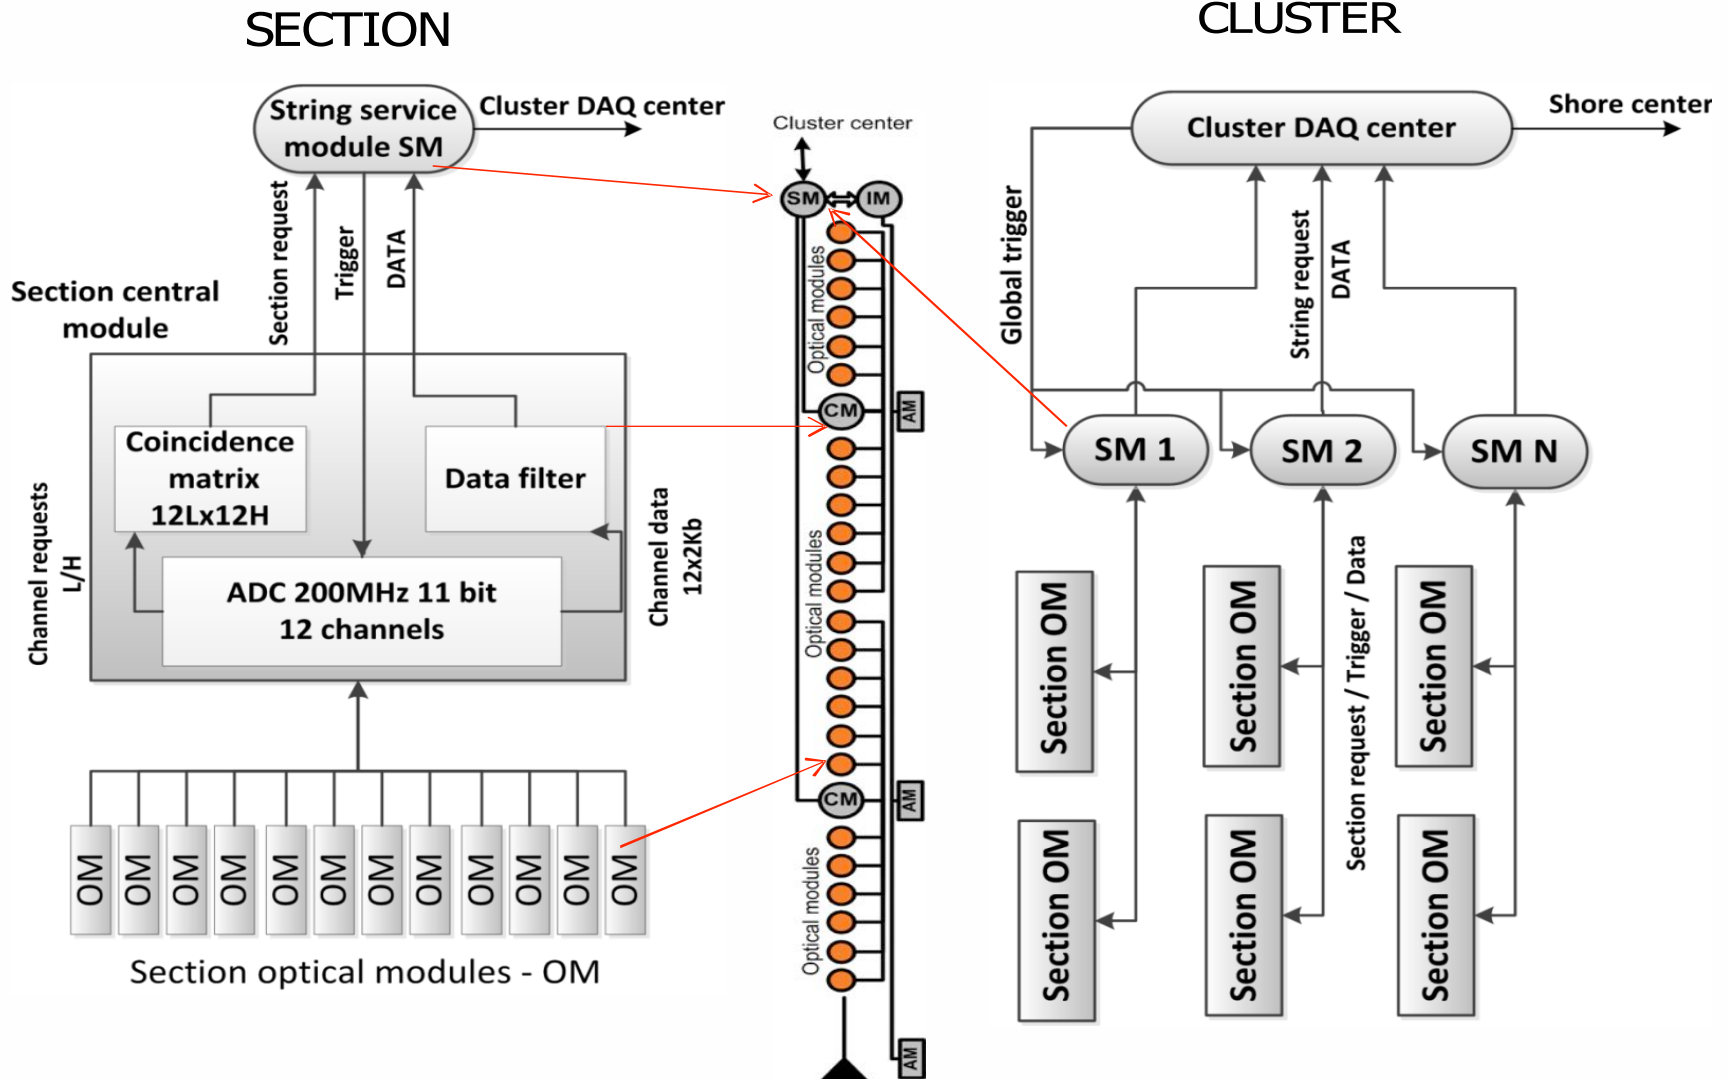 SECTION
CLUSTER
String service
module SM
Cluster DAQ center
Section request
Trigger
DATA
Section central
module
Coincidence
matrix
12Lx12H
Data filter
Channel requests
L/H
Channel data
12x2Kb
ADC 200MHz 11 bit
12 channels
OM
OM
OM
OM
OM
OM
OM
OM
OM
OM
OM
OM
Section optical modules - OM
Cluster center
SM
IM
Optical modules
CM
AM
Optical modules
CM
AM
Optical modules
AM
Cluster DAQ center
Shore center
Global trigger
String request
DATA
SM 1
SM 2
SM N
Section request / Trigger / Data
Section OM
Section OM
Section OM
Section OM
Section OM
Section OM